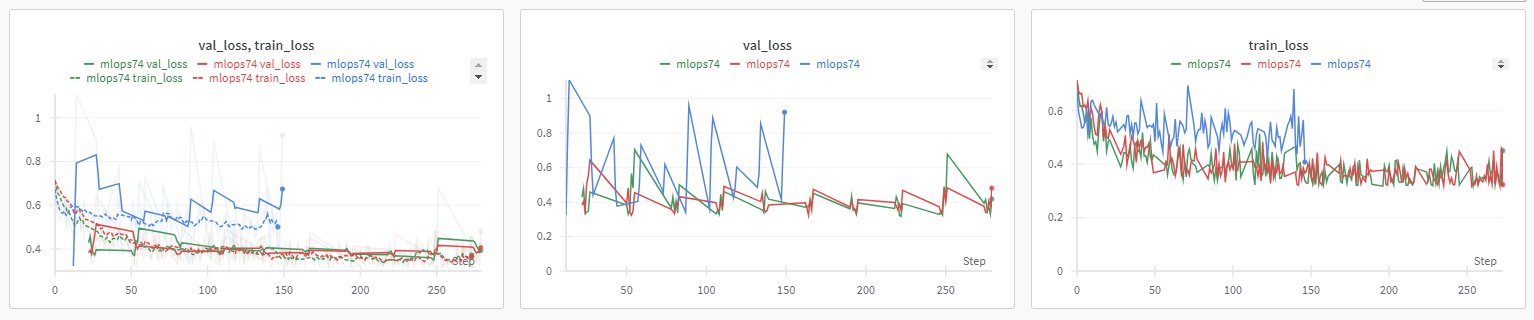 val_loss, train_loss
mlops74 val_loss mlops74 val_loss mlops74 val_loss
mlops74 train_loss mlops74 train_loss mlops74 train_loss
1
0.8
0.6
0.4
Step
0 50 100 150 200 250
val_loss
mlops74 mlops74 mlops74
1
0.8
0.6
0.4
0.2
0
Step
50 100 150 200 250
train_loss
mlops74 mlops74 mlops74
0.6
0.4
0.2
0
Step
0 50 100 150 200 250